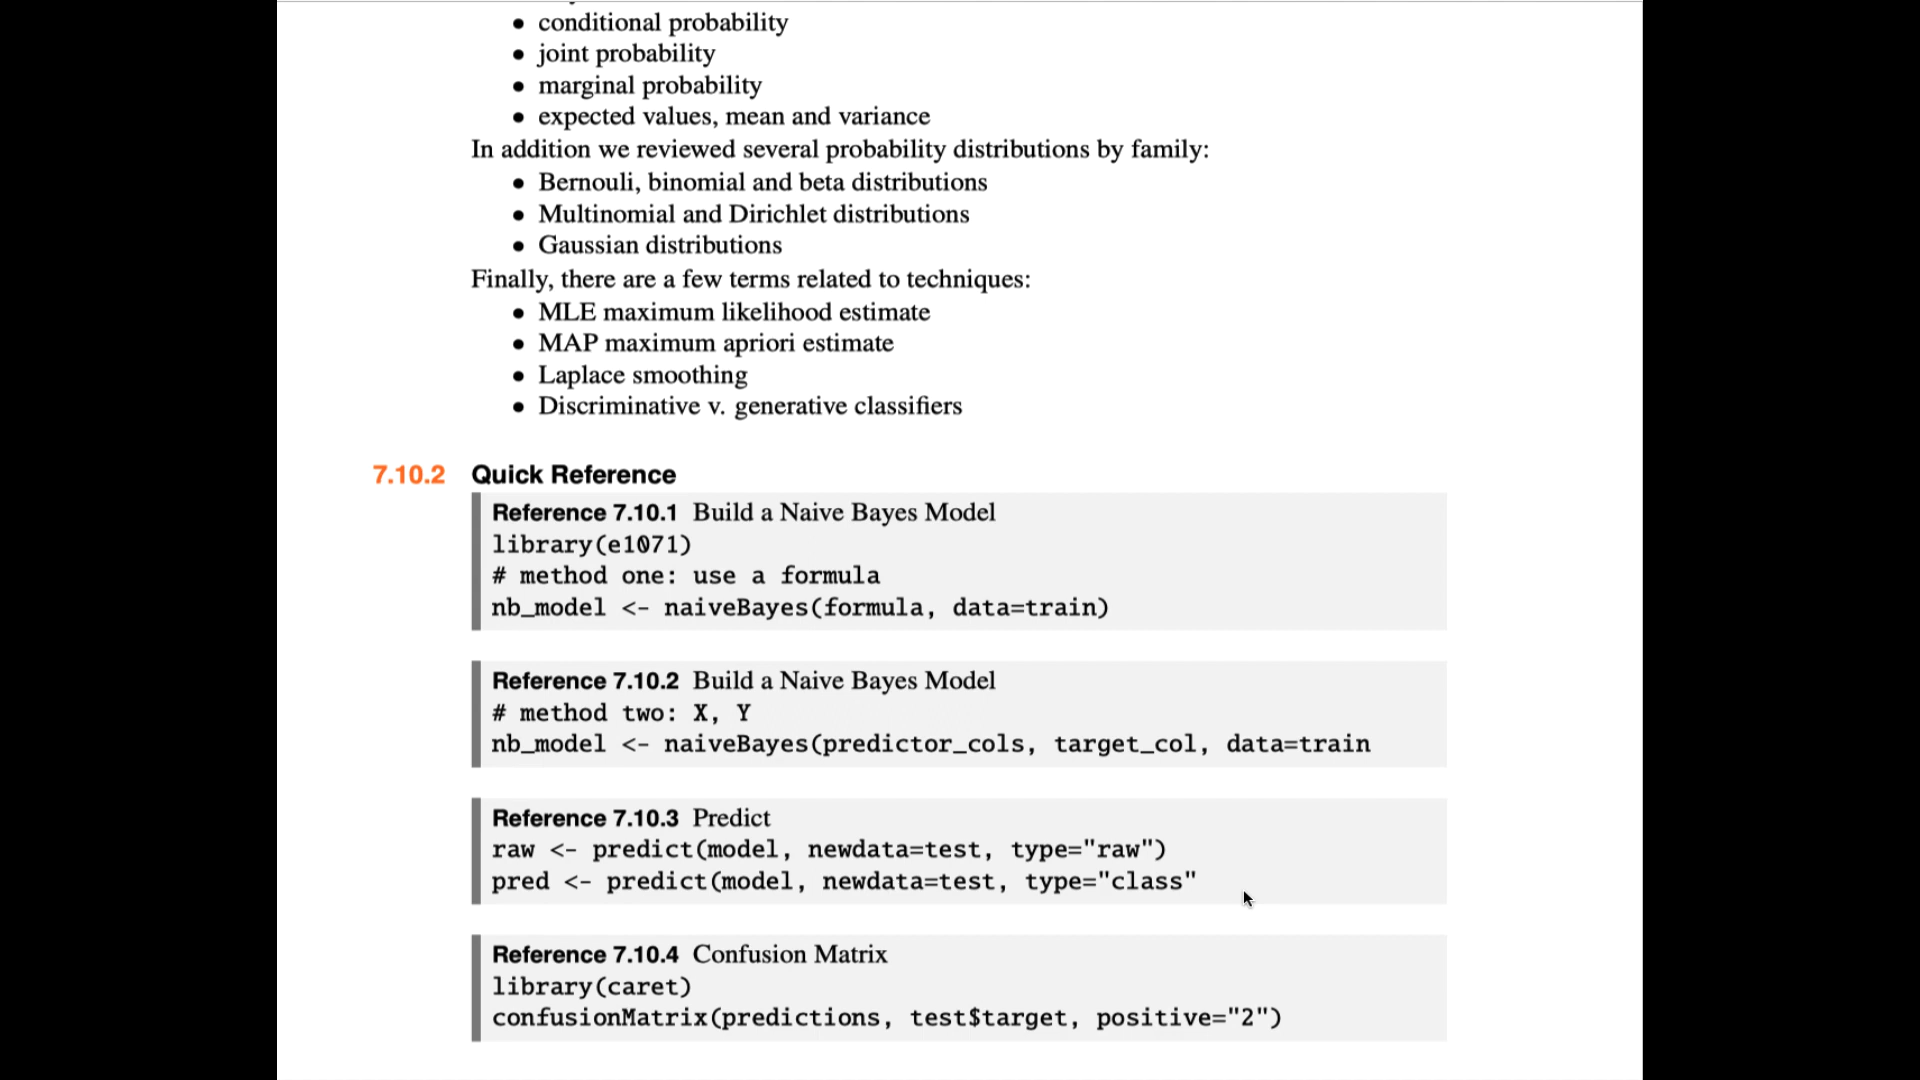 • conditional probability
• joint probability
• marginal probability
• expected values, mean and variance
In addition we reviewed several probability distributions by family:
• Bernouli, binomial and beta distributions
• Multinomial and Dirichlet distributions
• Gaussian distributions
Finally, there are a few terms related to techniques:
• MLE maximum likelihood estimate
• MAP maximum apriori estimate
• Laplace smoothing
• Discriminative v. generative classifiers
7.10.2 Quick Reference
Reference 7.10.1 Build a Naive Bayes Model
library(e1071)
# method one: use a formula
nb_model <- naiveBayes(formula, data=train)
Reference 7.10.2 Build a Naive Bayes Model
# method two: X, Y
nb_model <- naiveBayes(predictor_cols, target_col, data=train
Reference 7.10.3 Predict
raw <- predict(model, newdata=test, type="raw")
pred <- predict(model, newdata=test, type="class"
Reference 7.10.4 Confusion Matrix
library(caret)
confusionMatrix(predictions, test$target, positive="2")